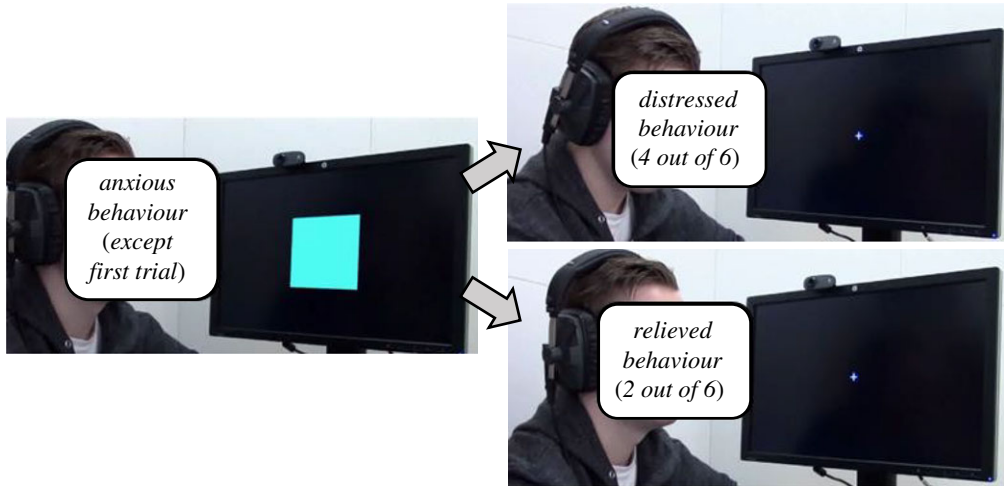 anxious
behaviour
(except
first trial)
distressed
behaviour
(4 out of 6)
relieved
behaviour
(2 out of 6)